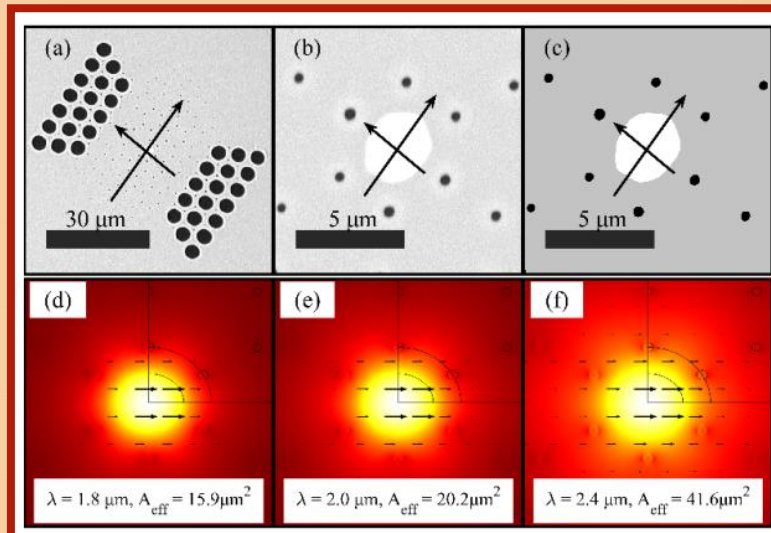 (a)
(b)
(c)
30 μm
5 μm
5 μm
(d)
(e)
(f)
λ = 1.8 μm, A_eff = 15.9μm²
λ = 2.0 μm, A_eff = 20.2μm²
λ = 2.4 μm, A_eff = 41.6μm²